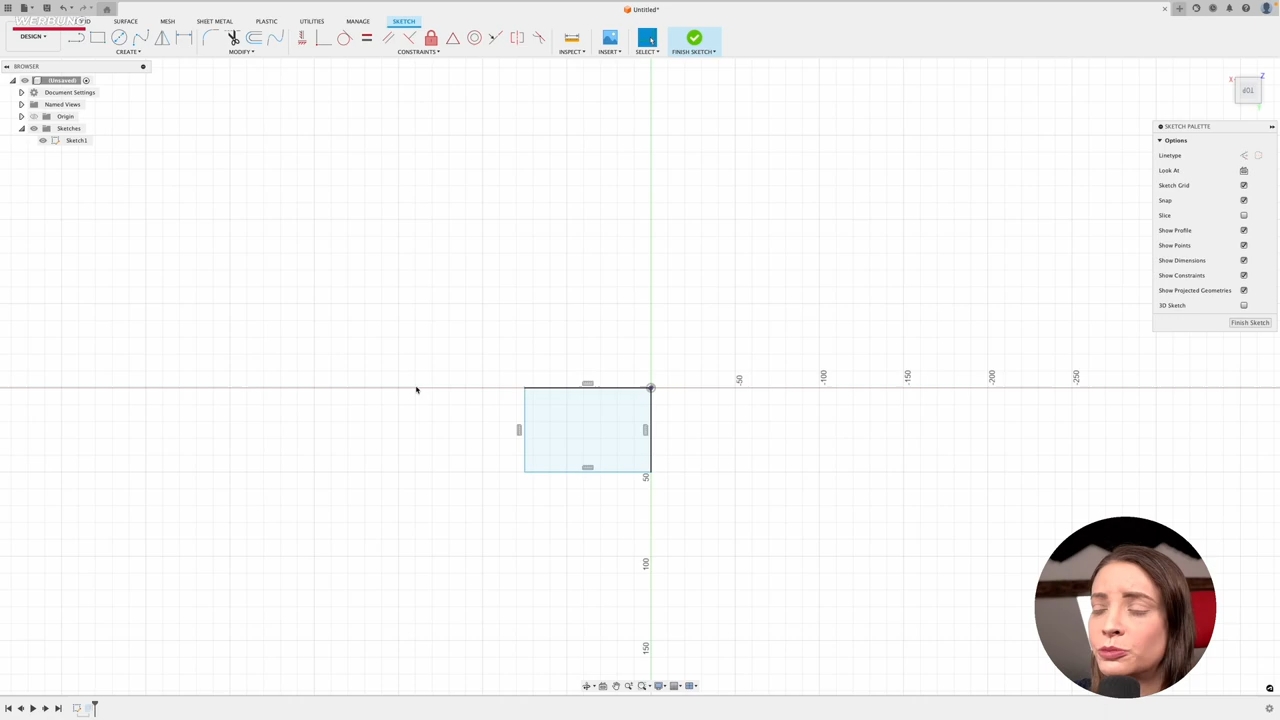 Untitled*
WERBUNG
SURFACE
MESH
SHEET METAL
PLASTIC
UTILITIES
MANAGE
SKETCH
DESIGN
CREATE
MODIFY
CONSTRAINTS
INSPECT
INSERT
SELECT
FINISH SKETCH
BROWSER
(Unsaved)
Document Settings
Named Views
Origin
Sketches
Sketch1
X
Z
TOP
SKETCH PALETTE
Options
Linetype
Look At
Sketch Grid
Snap
Slice
Show Profile
Show Points
Show Dimensions
Show Constraints
Show Projected Geometries
3D Sketch
Finish Sketch
-50
-100
-150
-200
-250
50
100
150